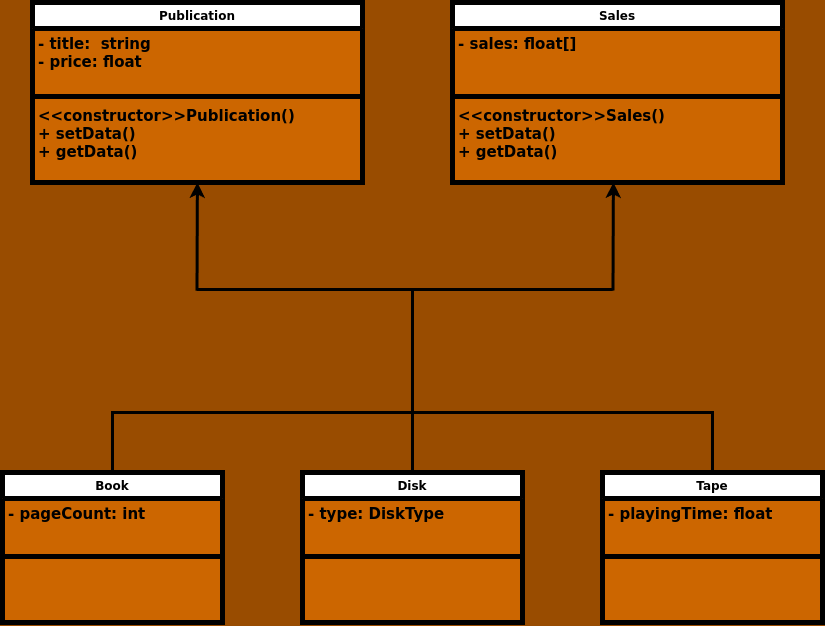 Publication
- title:  string
- price: float
<<constructor>>Publication()
+ setData()
+ getData()
Sales
- sales: float[]
<<constructor>>Sales()
+ setData()
+ getData()
Book
- pageCount: int
Disk
- type: DiskType
Tape
- playingTime: float